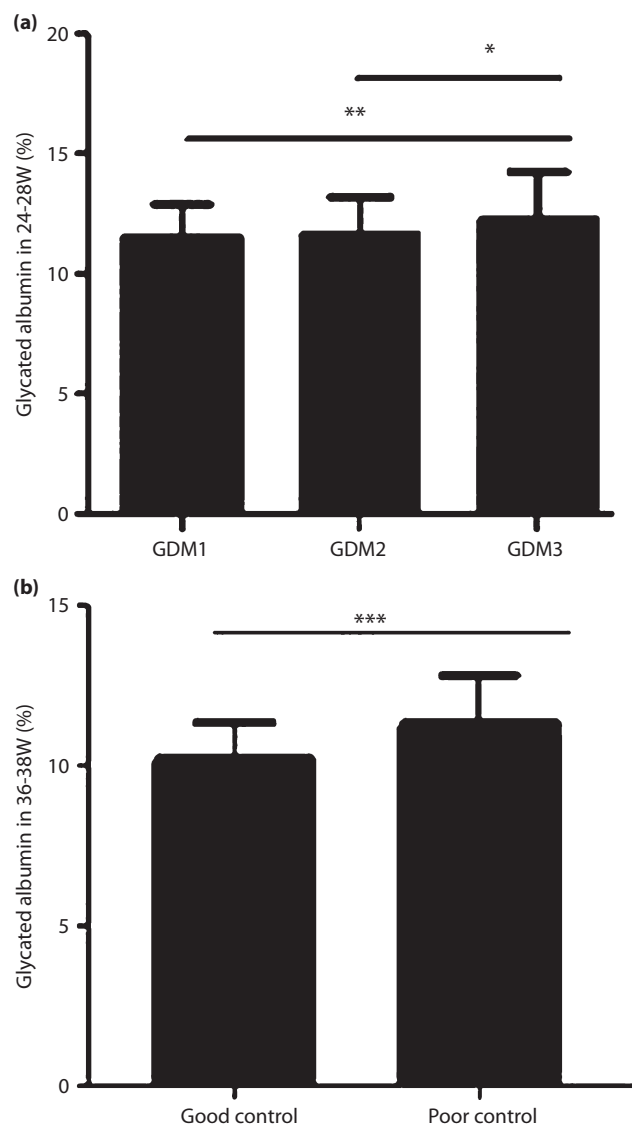 (a)
20
*
**
15
10
5
0
Glycated albumin in 24-28W (%)
GDM1 GDM2 GDM3
(b)
15
***
10
5
0
Glycated albumin in 36-38W (%)
Good control Poor control